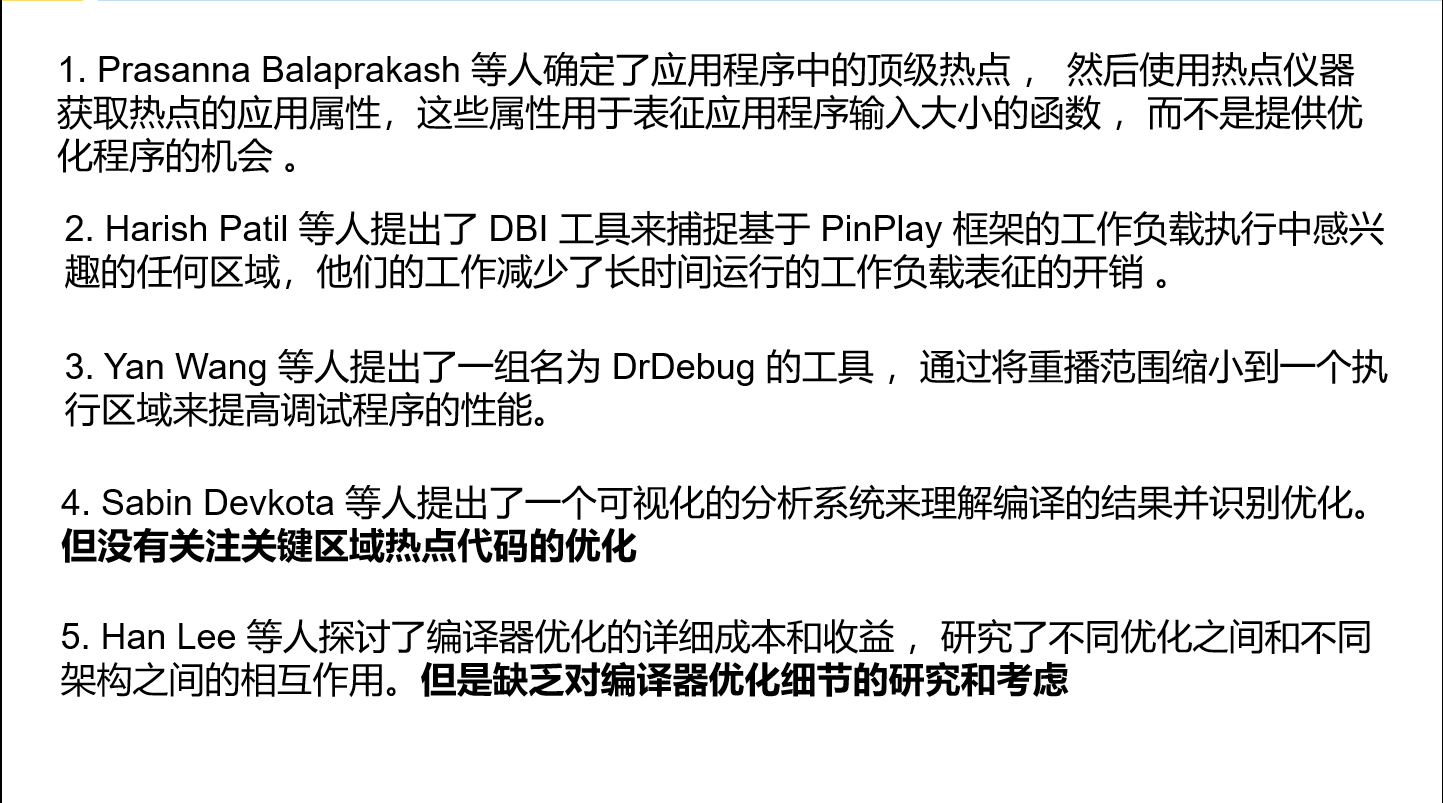 1. Prasanna Balaprakash 等人确定了应用程序中的顶级热点 ， 然后使用热点仪器
获取热点的应用属性，这些属性用于表征应用程序输入大小的函数 ，而不是提供优
化程序的机会 。
2. Harish Patil 等人提出了 DBI 工具来捕捉基于 PinPlay 框架的工作负载执行中感兴
趣的任何区域，他们的工作减少了长时间运行的工作负载表征的开销 。
3. Yan Wang 等人提出了一组名为 DrDebug 的工具 ，通过将重播范围缩小到一个执
行区域来提高调试程序的性能。
4. Sabin Devkota 等人提出了一个可视化的分析系统来理解编译的结果并识别优化。
但没有关注关键区域热点代码的优化
5. Han Lee 等人探讨了编译器优化的详细成本和收益 ，研究了不同优化之间和不同
架构之间的相互作用。但是缺乏对编译器优化细节的研究和考虑